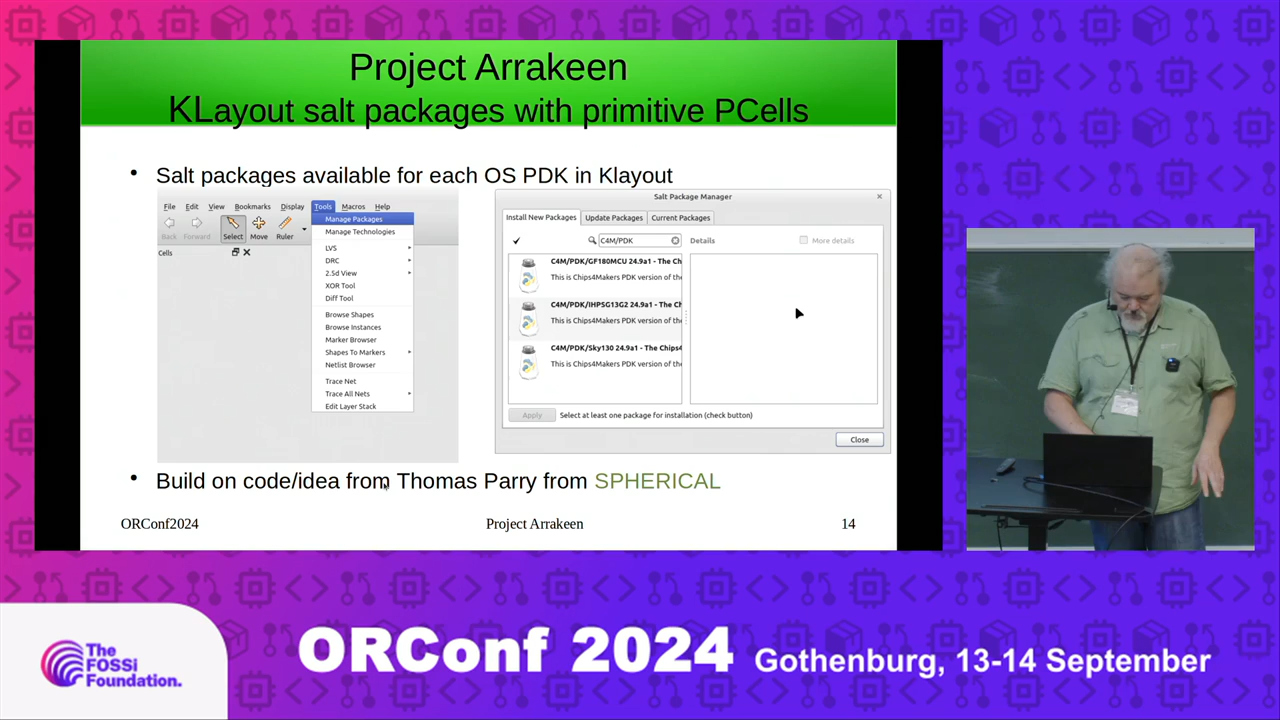 Project Arrakeen
KLayout salt packages with primitive PCells
• Salt packages available for each OS PDK in Klayout
File Edit View Bookmarks Display Tools Macros Help
Back Forward Select Move Ruler
Cells
Manage Packages
Manage Technologies
LVS
DRC
2.5d View
XOR Tool
Diff Tool
Browse Shapes
Browse Instances
Marker Browser
Shapes To Markers
Netlist Browser
Trace Net
Trace All Nets
Edit Layer Stack
Salt Package Manager
Install New Packages Update Packages Current Packages
C4M/PDK Details More details
C4M/PDK/GF180MCU 24.9a1 - The Ch
This is Chips4Makers PDK version of the
C4M/PDK/IHPSG13G2 24.9a1 - The Ch
This is Chips4Makers PDK version of the
C4M/PDK/Sky130 24.9a1 - The Chips4
This is Chips4Makers PDK version of the
Apply Select at least one package for installation (check button)
Close
• Build on code/idea from Thomas Parry from SPHERICAL
ORConf2024 Project Arrakeen 14
The
FOSSi
Foundation.
ORConf 2024 Gothenburg, 13-14 September